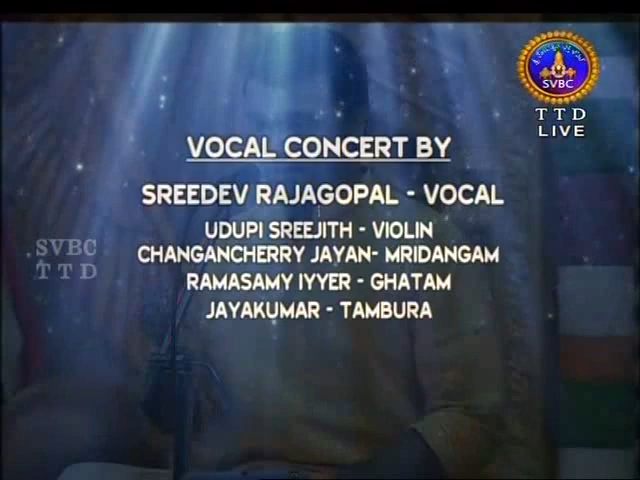 SVBC
TTD
LIVE
VOCAL CONCERT BY
SREEDEV RAJAGOPAL - VOCAL
UDUPI SREEJITH - VIOLIN
CHANGANCHERRY JAYAN- MRIDANGAM
RAMASAMY IYYER - GHATAM
JAYAKUMAR - TAMBURA
SVBC
TTD